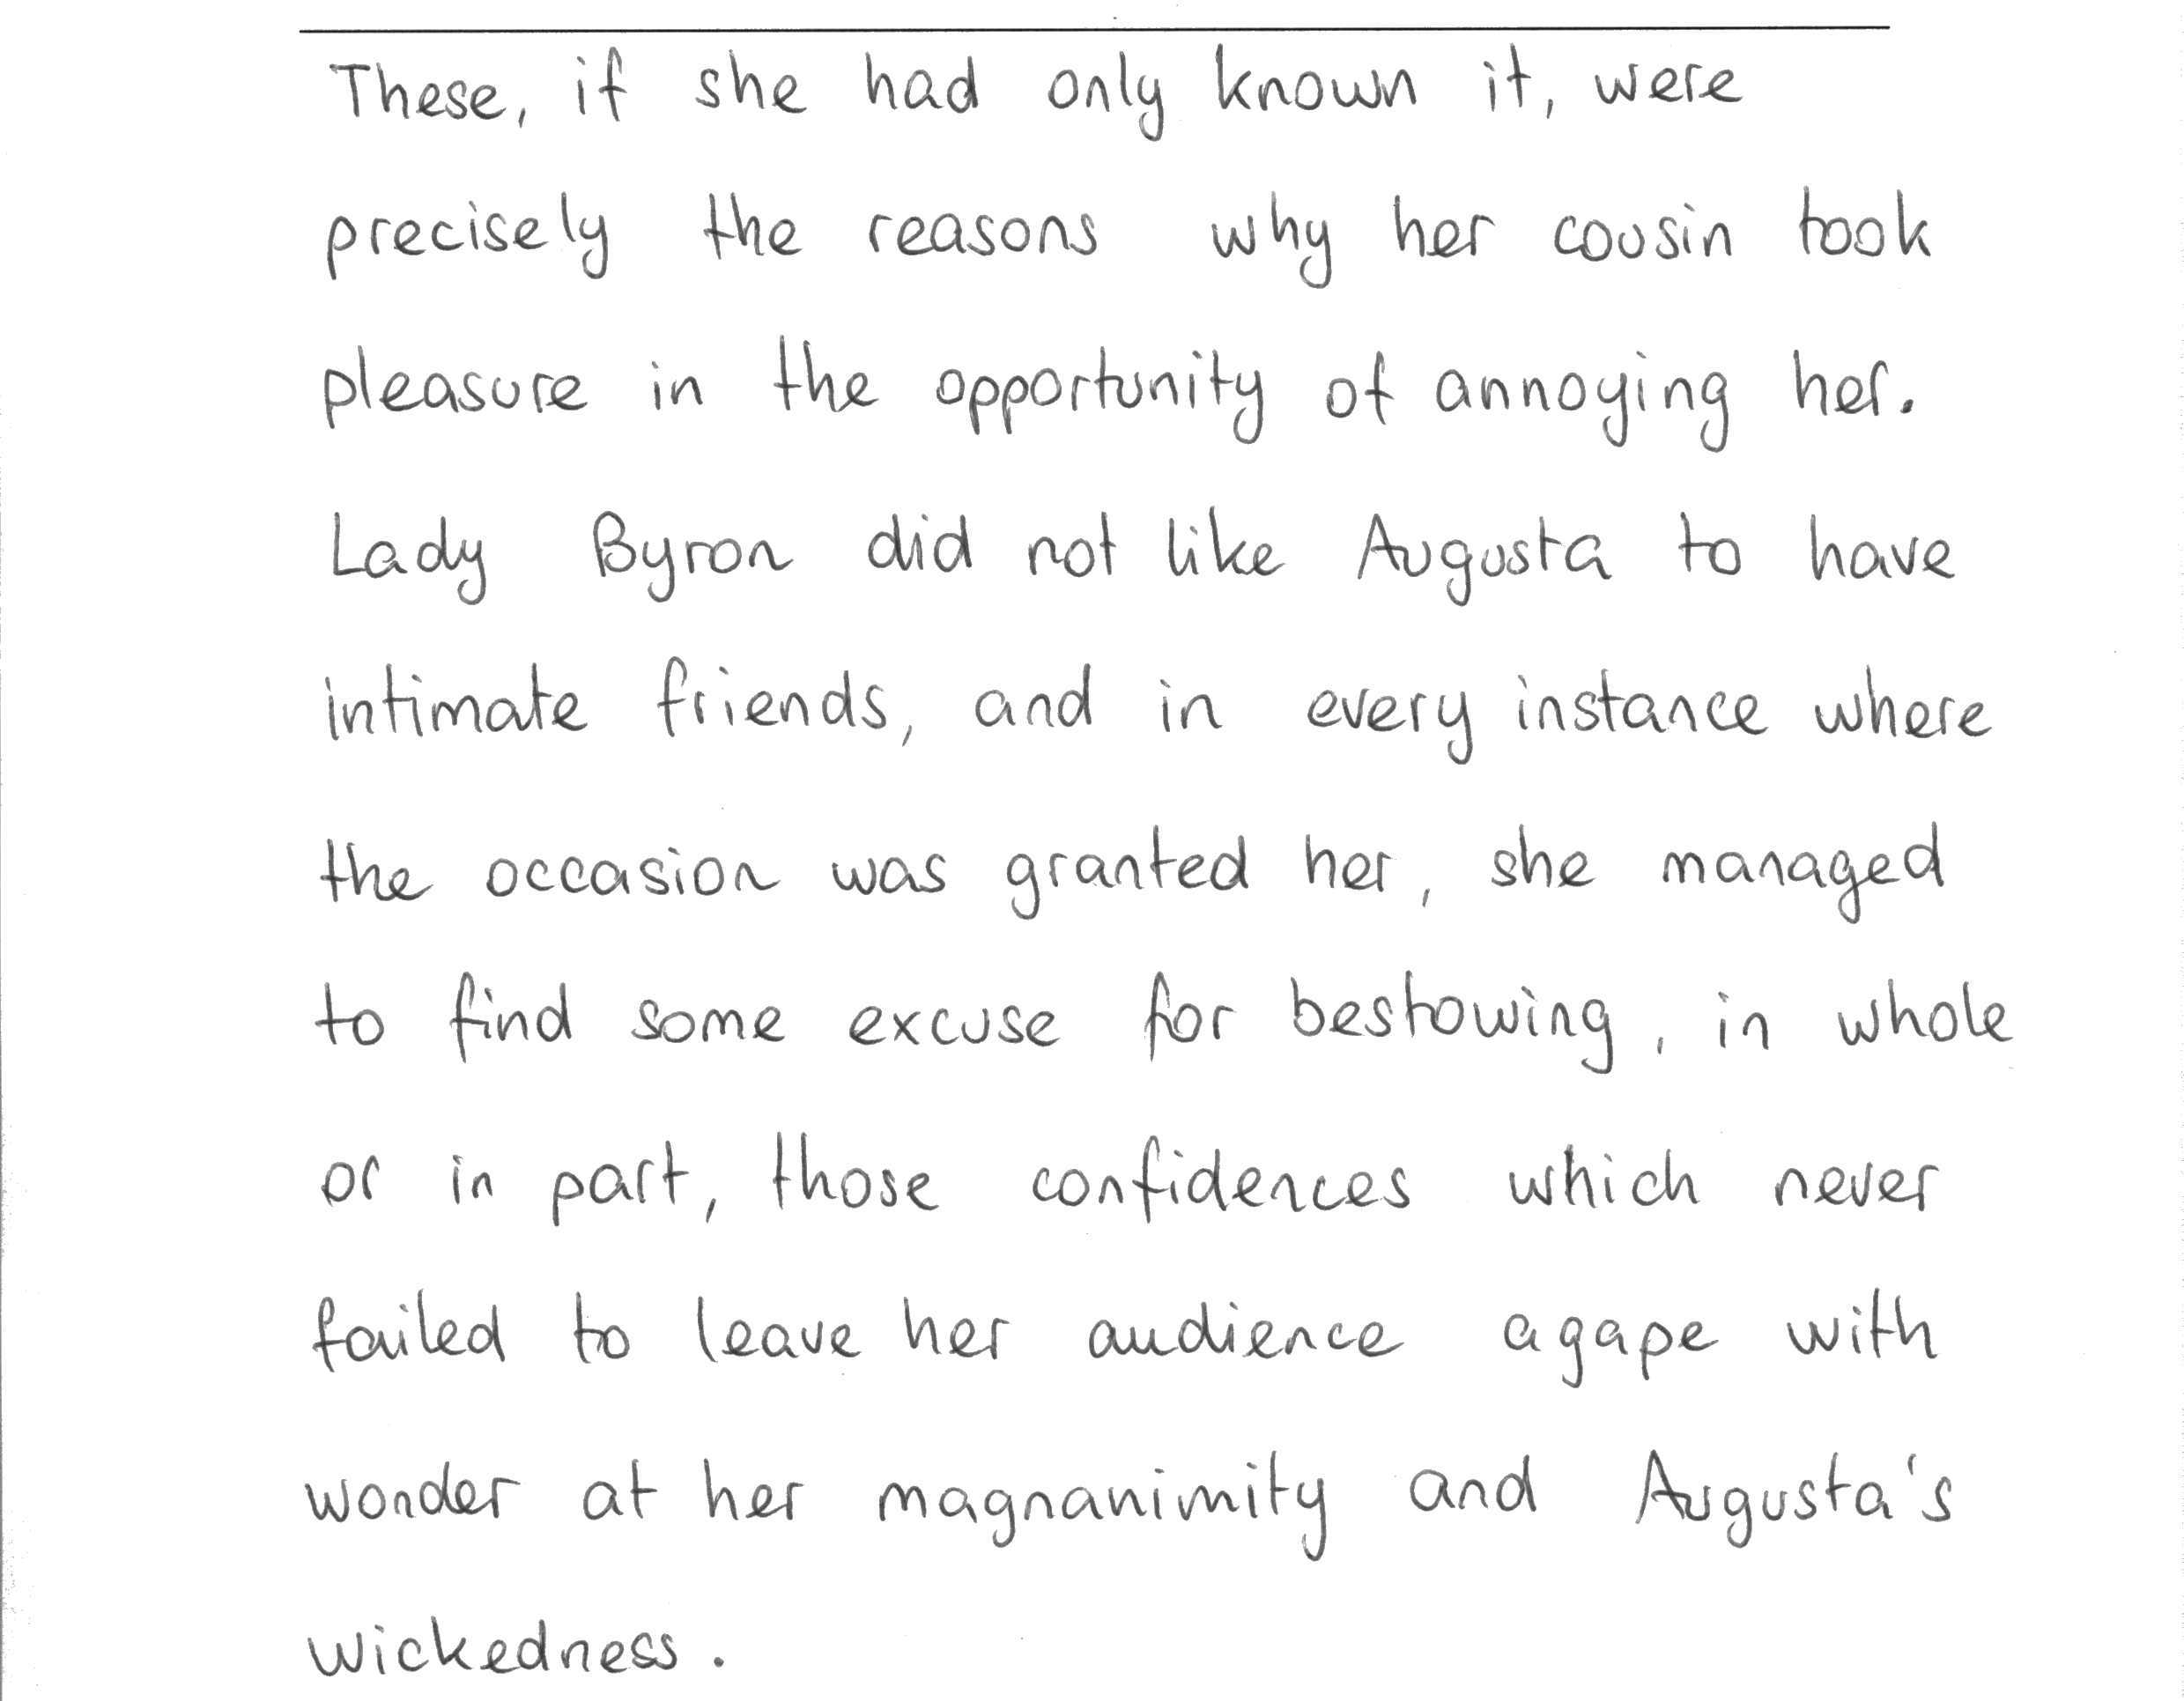 These, if she had only known it, were
precisely the reasons why her cousin took
pleasure in the opportunity of annoying her.
Lady Byron did not like Augusta to have
intimate friends, and in every instance where
the occasion was granted her, she managed
to find some excuse for bestowing, in whole
or in part, those confidences which never
failed to leave her audience agape with
wonder at her magnanimity and Augusta's
wickedness.